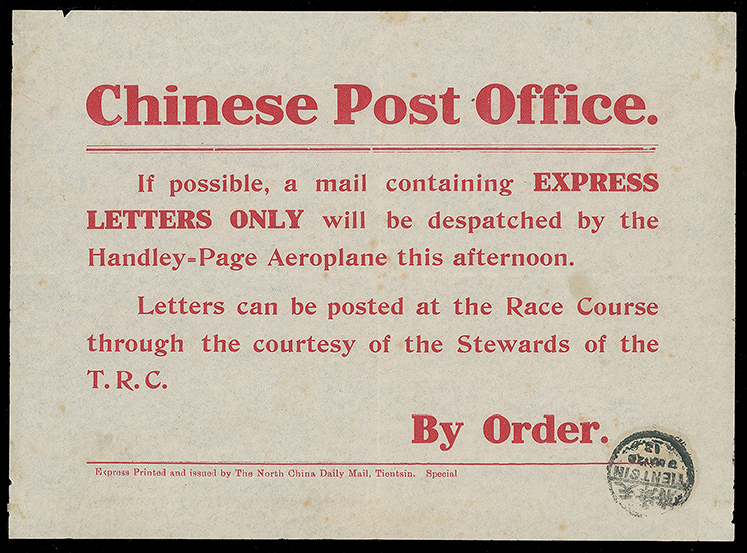 Chinese Post Office.
If possible, a mail containing EXPRESS
LETTERS ONLY will be despatched by the
Handley=Page Aeroplane this afternoon.
Letters can be posted at the Race Course
through the courtesy of the Stewards of the
T. R. C.
By Order.
Express Printed and issued by The North China Daily Mail, Tientsin. Special
TIENTSIN